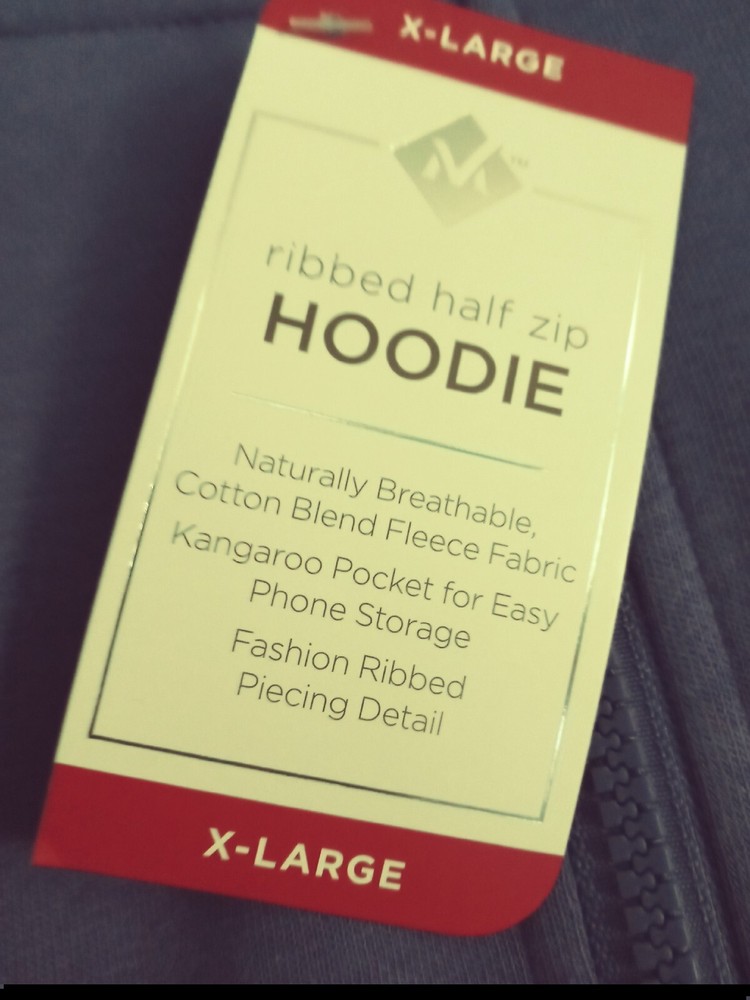 X-LARGE
M™
ribbed half zip
HOODIE
Naturally Breathable,
Cotton Blend Fleece Fabric
Kangaroo Pocket for Easy
Phone Storage
Fashion Ribbed
Piecing Detail
X-LARGE